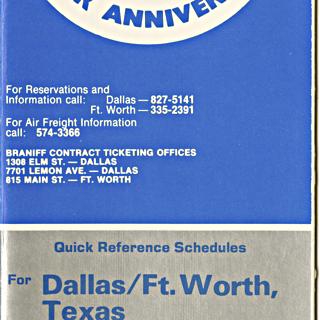 For Reservations and
Information call: Dallas — 827-5141
Ft. Worth — 335-2391
For Air Freight Information
call: 574-3366
BRANIFF CONTRACT TICKETING OFFICES
1308 ELM ST. — DALLAS
7701 LEMON AVE. — DALLAS
815 MAIN ST. — FT. WORTH
Quick Reference Schedules
For Dallas/Ft. Worth,
Texas